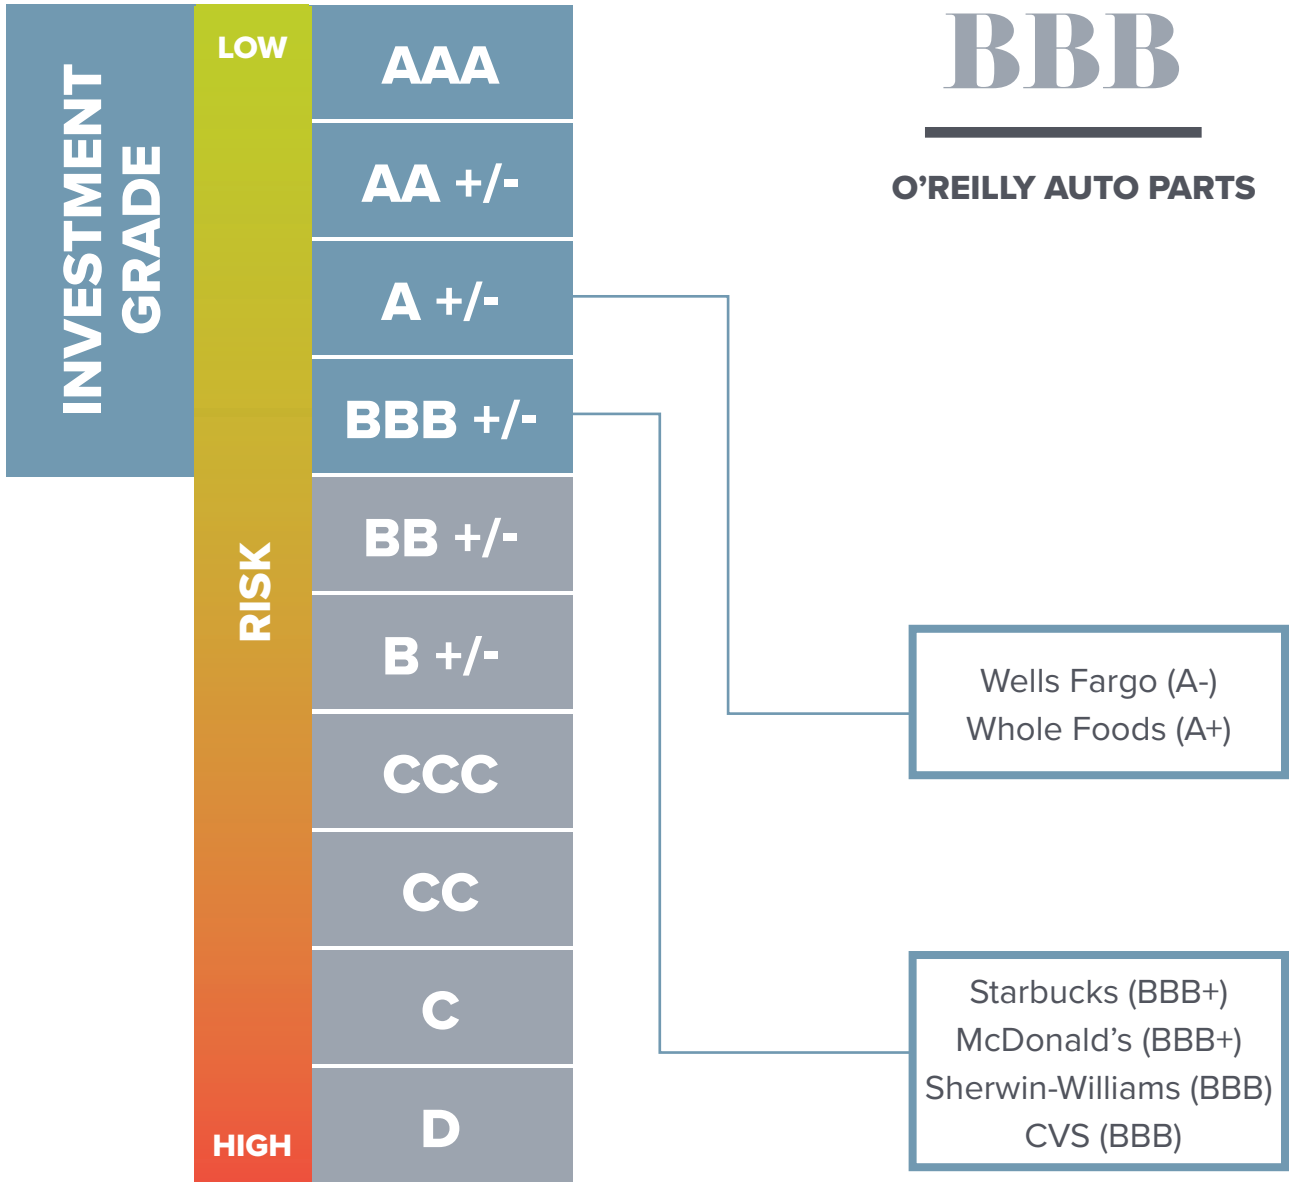 INVESTMENT
GRADE
LOW
RISK
HIGH
AAA
AA +/-
A +/-
BBB +/-
BB +/-
B +/-
CCC
CC
C
D
BBB
O’REILLY AUTO PARTS
Wells Fargo (A-)
Whole Foods (A+)
Starbucks (BBB+)
McDonald’s (BBB+)
Sherwin-Williams (BBB)
CVS (BBB)